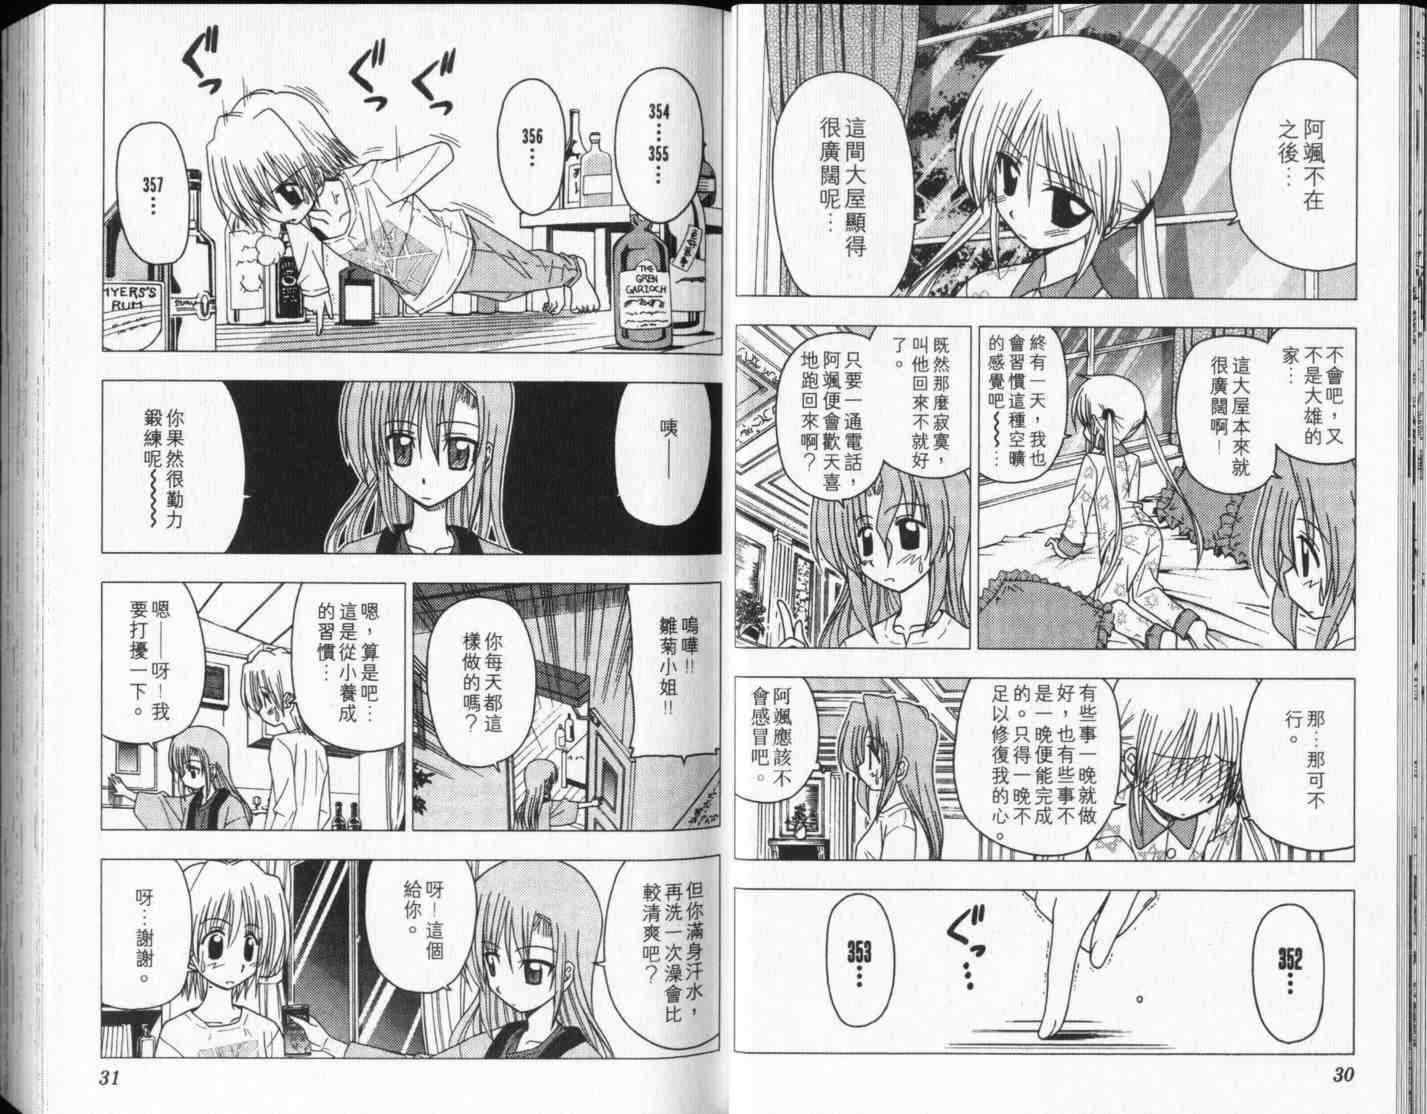 阿颯不在
之後…
這間大屋顯得
很廣闊呢…
不會吧，又
不是大雄的
家…
這大屋本來就
很廣闊啊！
終有一天，我也
會習慣這種空曠
的感覺吧～～～…
既然那麼寂寞，
叫他回來不就好
了。
只要一通電話，
阿颯便會歡天喜
地跑回來啊？
那…那可不
行。
有些事一晚就做
好，也有些事不
是一晚便能完成
的。只得一晚不
足以修復我的心。
阿颯應該不
會感冒吧。
352
…
ぐ…
353
…
30
354
…
355
…
356
…
ぐっ
ぐっ
ぐっ
357
…
THE
GREN
GARIOCH
MYERS'S
RUM
咦——
你果然很勤力
鍛練呢～～～
嗚嘩!!
雛菊小姐!!
你每天都這
樣做的嗎？
嗯，算是吧…
這是從小養成
的習慣…
嗯——呀！我
要打擾一下。
但你滿身汗水，
再洗一次澡會比
較清爽吧？
呀！這個
給你。
呀…謝謝。
31